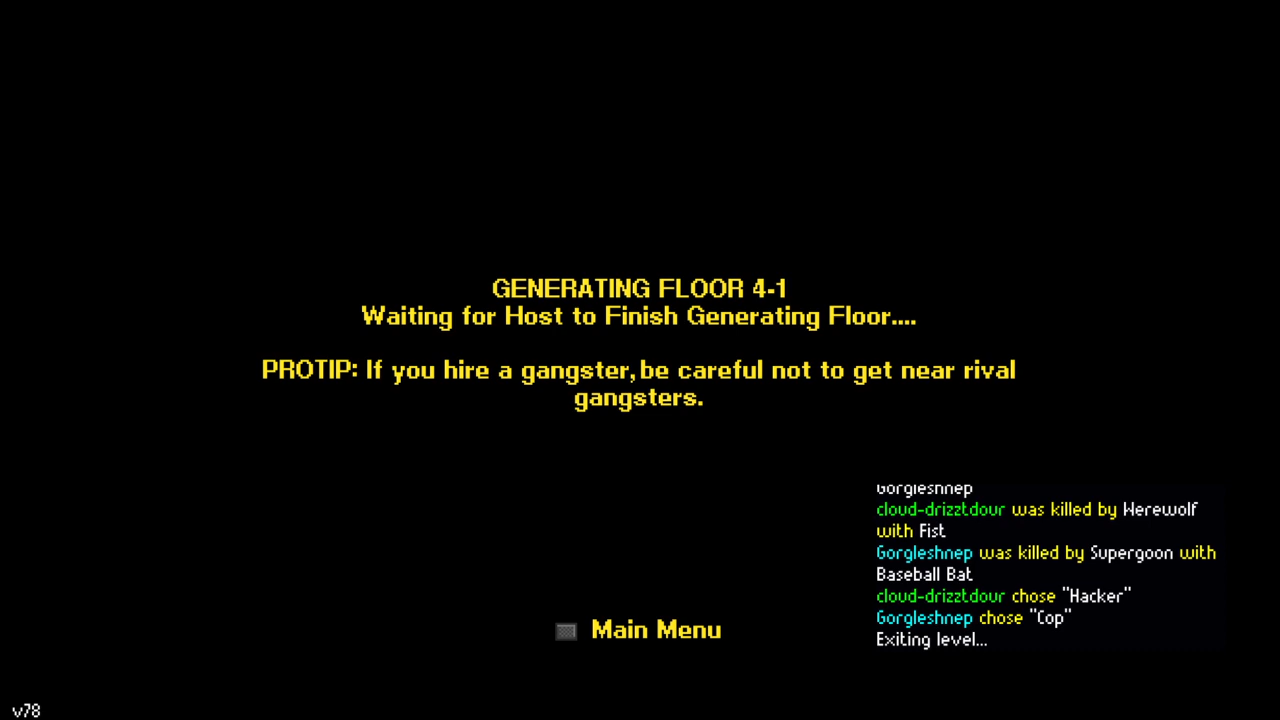 GENERATING FLOOR 4-1
Waiting for Host to Finish Generating Floor....
PROTIP: If you hire a gangster, be careful not to get near rival
gangsters.
Gorgleshnep
cloud-drizztdour was killed by Werewolf
with Fist
Gorgleshnep was killed by Supergoon with
Baseball Bat
cloud-drizztdour chose "Hacker"
Gorgleshnep chose "Cop"
Exiting level...
Main Menu
v78